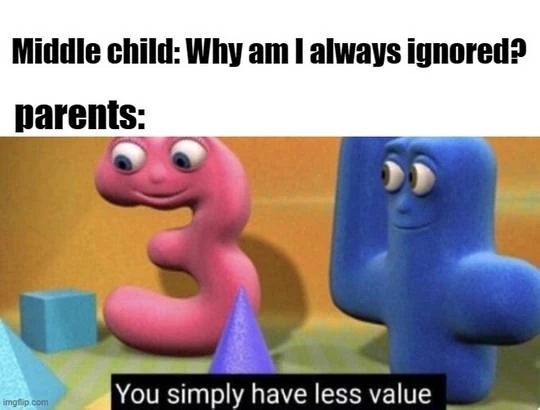 Middle child: Why am I always ignored?
parents:
You simply have less value
imgflip.com